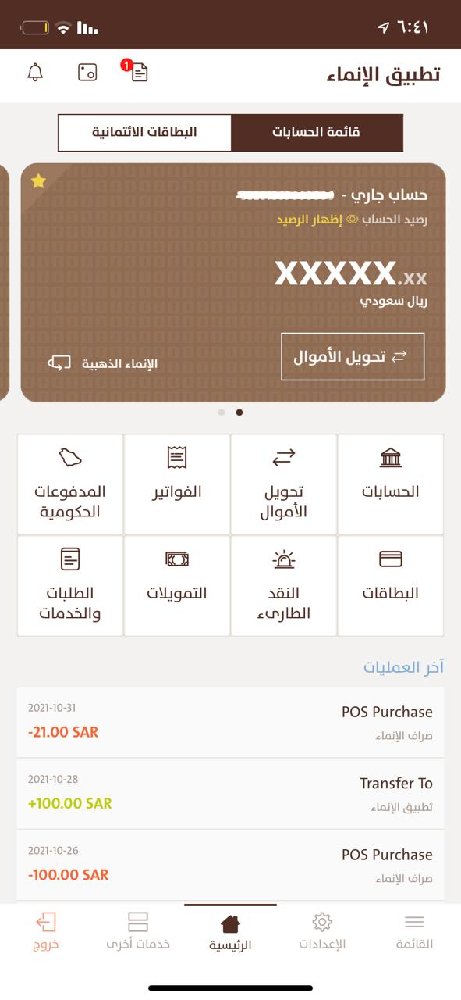 ٦:٤١
تطبيق الإنماء
1
قائمة الحسابات
البطاقات الائتمانية
حساب جاري -
رصيد الحساب إظهار الرصيد
XXXXX.xx
ريال سعودي
تحويل الأموال
الإنماء الذهبية
الحسابات
تحويل
الأموال
الفواتير
المدفوعات
الحكومية
البطاقات
النقد
الطارىء
التمويلات
الطلبات
والخدمات
آخر العمليات
POS Purchase
2021-10-31
صراف الإنماء
-21.00 SAR
Transfer To
2021-10-28
تطبيق الإنماء
+100.00 SAR
POS Purchase
2021-10-26
صراف الإنماء
-100.00 SAR
القائمة
الإعدادات
الرئيسية
خدمات أخرى
خروج